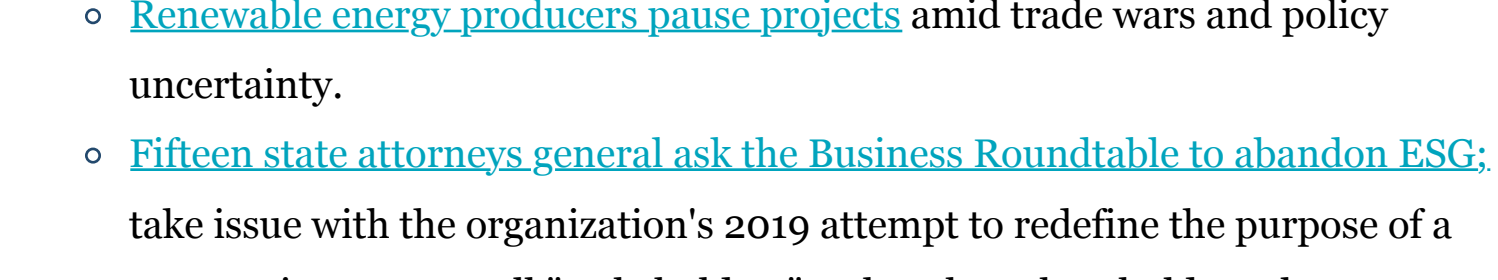 Renewable energy producers pause projects amid trade wars and policy
uncertainty.
Fifteen state attorneys general ask the Business Roundtable to abandon ESG;
take issue with the organization's 2019 attempt to redefine the purpose of a